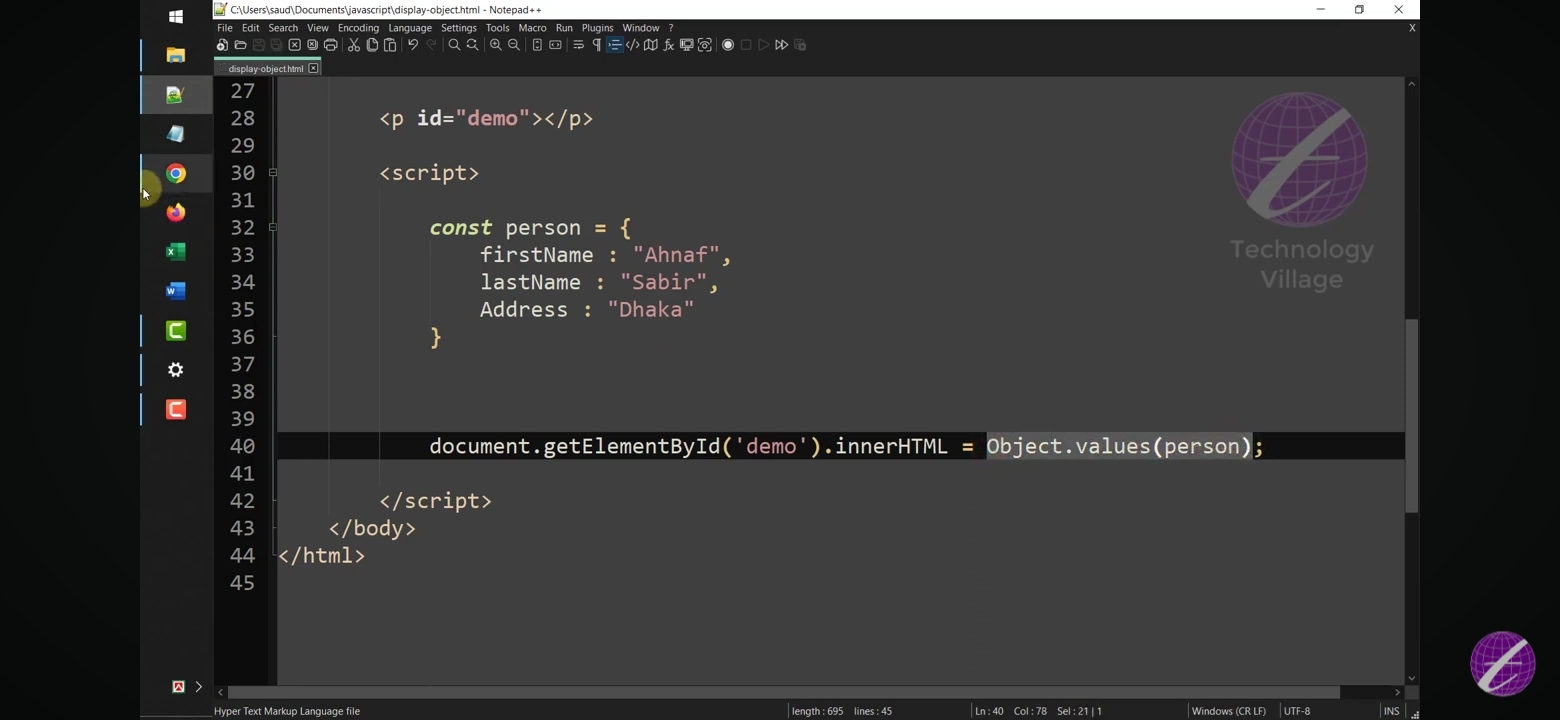 C:\Users\saud\Documents\javascript\display-object.html - Notepad++
File Edit Search View Encoding Language Settings Tools Macro Run Plugins Window ? X
display-object.html
27
28 <p id="demo"></p>
29
30 <script>
31
32 const person = {
33 firstName : "Ahnaf",
34 lastName : "Sabir",
35 Address : "Dhaka"
36 }
37
38
39
40 document.getElementById('demo').innerHTML = Object.values(person);
41
42 </script>
43 </body>
44 </html>
45
Technology
Village
Hyper Text Markup Language file length : 695 lines : 45 Ln : 40 Col : 78 Sel : 21 | 1 Windows (CR LF) UTF-8 INS